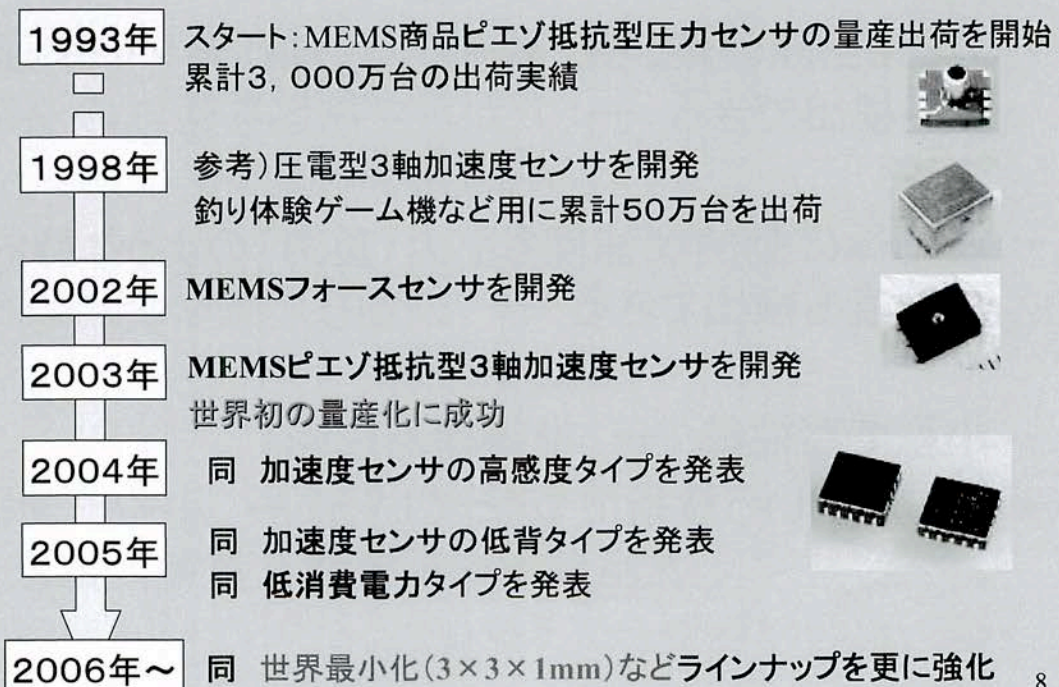 1993年
スタート:MEMS商品ピエゾ抵抗型圧力センサの量産出荷を開始
累計3，000万台の出荷実績
1998年
参考)圧電型3軸加速度センサを開発
釣り体験ゲーム機など用に累計50万台を出荷
2002年
MEMSフォースセンサを開発
2003年
MEMSピエゾ抵抗型3軸加速度センサを開発
世界初の量産化に成功
2004年
同 加速度センサの高感度タイプを発表
2005年
同 加速度センサの低背タイプを発表
同 低消費電力タイプを発表
2006年～
同 世界最小化(3×3×1mm)などラインナップを更に強化
8